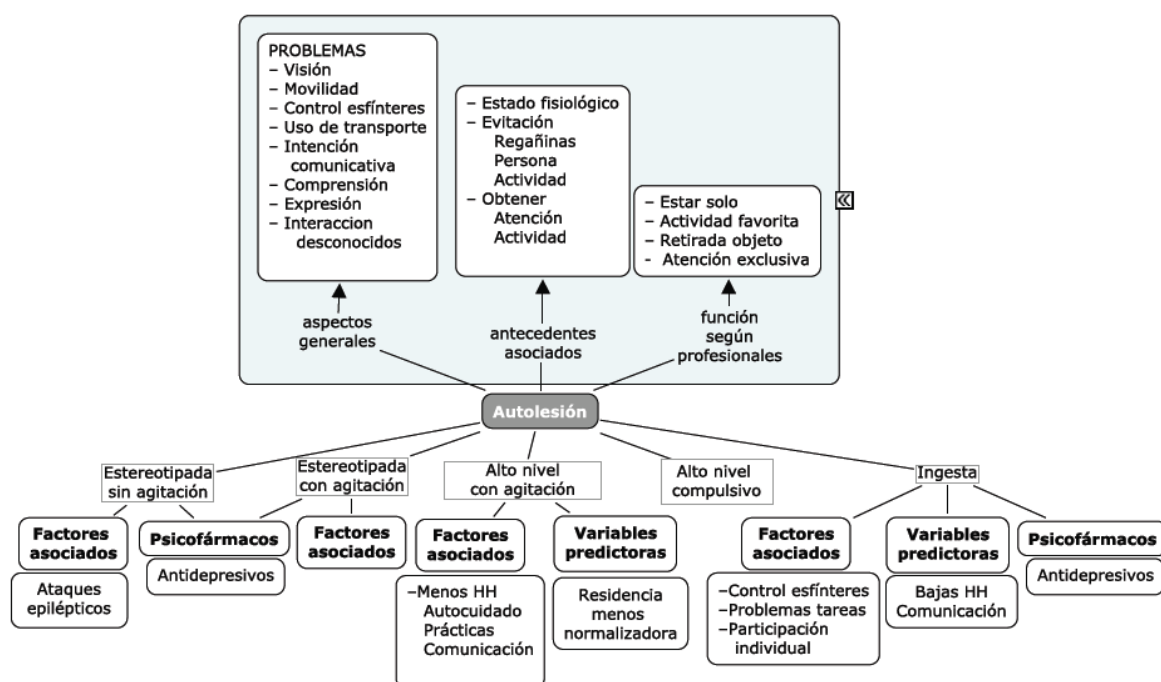 PROBLEMAS
– Visión
– Movilidad
– Control esfínteres
– Uso de transporte
– Intención
comunicativa
– Comprensión
– Expresión
– Interaccion
desconocidos
– Estado fisiológico
– Evitación
Regañinas
Persona
Actividad
– Obtener
Atención
Actividad
– Estar solo
– Actividad favorita
– Retirada objeto
- Atención exclusiva
aspectos
generales
antecedentes
asociados
función
según
profesionales
Autolesión
Estereotipada
sin agitación
Estereotipada
con agitación
Alto nivel
con agitación
Alto nivel
compulsivo
Ingesta
Factores
asociados
Ataques
epilépticos
Psicofármacos
Antidepresivos
Factores
asociados
Factores
asociados
–Menos HH
Autocuidado
Prácticas
Comunicación
Variables
predictoras
Residencia
menos
normalizadora
Factores
asociados
–Control esfínteres
–Problemas tareas
–Participación
individual
Variables
predictoras
Bajas HH
Comunicación
Psicofármacos
Antidepresivos